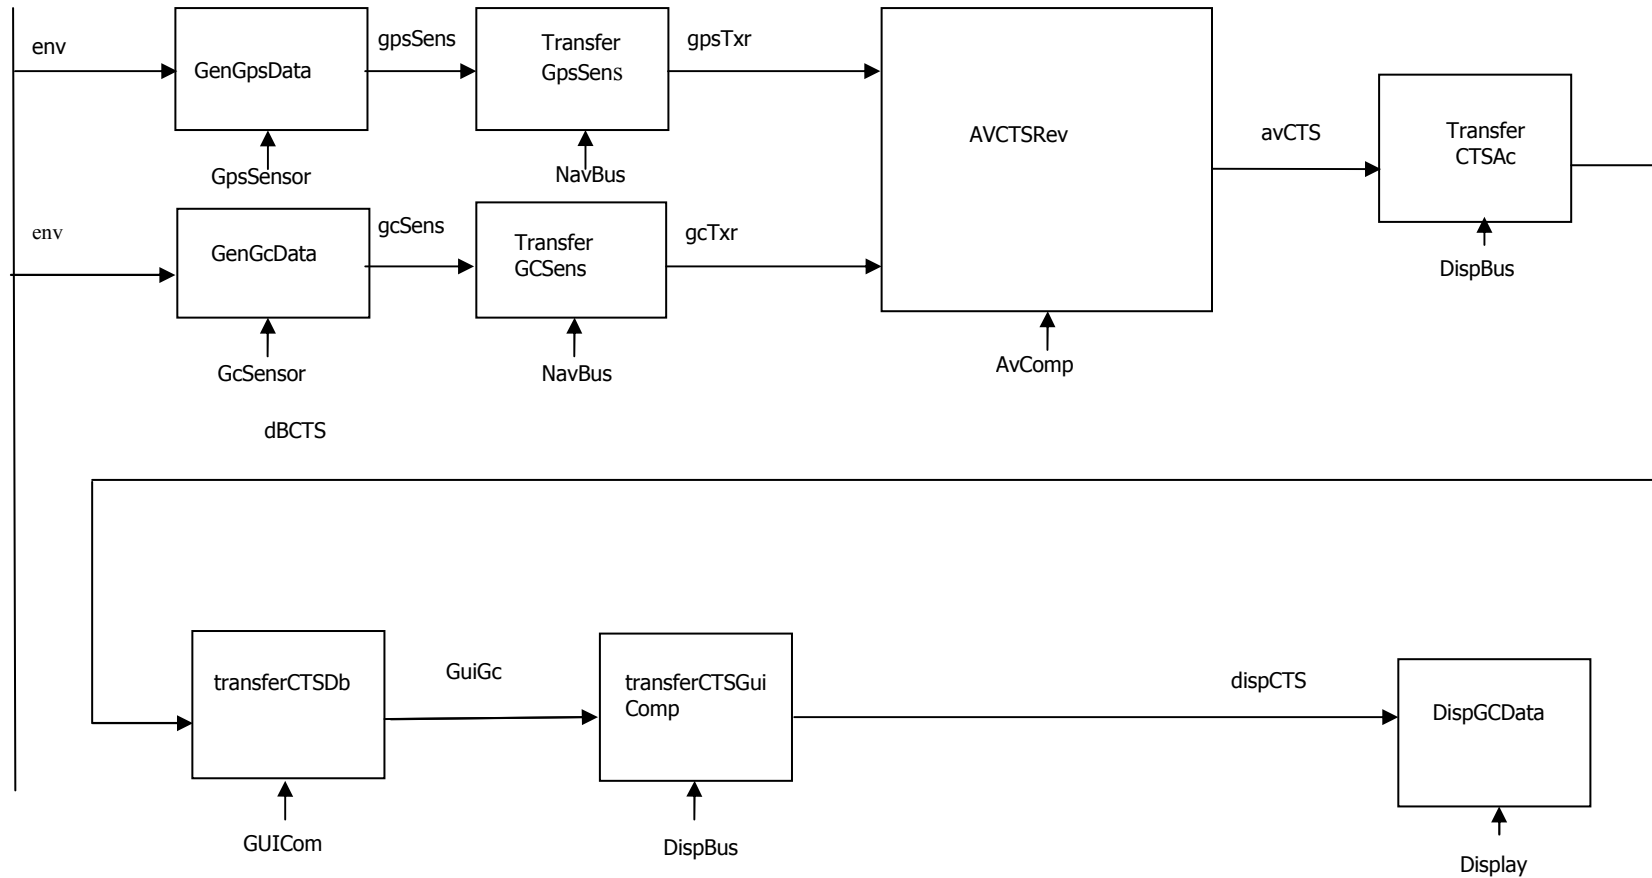 env
GenGpsData
gpsSens
Transfer
GpsSens
gpsTxr
AVCTSRev
avCTS
Transfer
CTSAc
GpsSensor
NavBus
env
GenGcData
gcSens
Transfer
GCSens
gcTxr
DispBus
GcSensor
NavBus
AvComp
dBCTS
transferCTSDb
GuiGc
transferCTSGui
Comp
dispCTS
DispGCData
GUICom
DispBus
Display